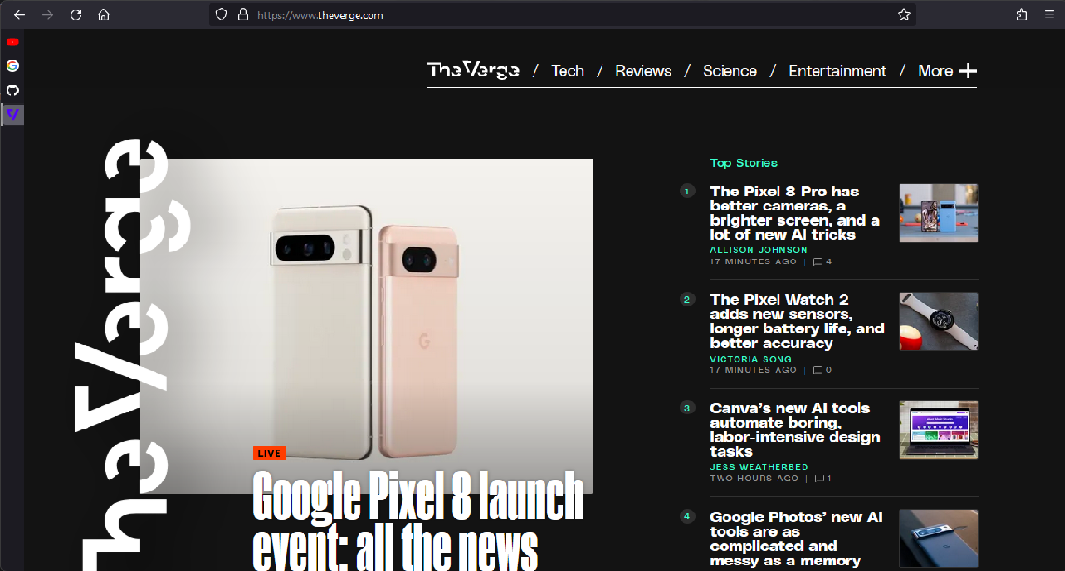 https://www.theverge.com
The Verge / Tech / Reviews / Science / Entertainment / More
The Verge
LIVE
Google Pixel 8 launch
event: all the news
Top Stories
1
The Pixel 8 Pro has
better cameras, a
brighter screen, and a
lot of new AI tricks
ALLISON JOHNSON
17 MINUTES AGO | 4
2
The Pixel Watch 2
adds new sensors,
longer battery life, and
better accuracy
VICTORIA SONG
17 MINUTES AGO | 0
3
Canva's new AI tools
automate boring,
labor-intensive design
tasks
JESS WEATHERBED
TWO HOURS AGO | 1
4
Google Photos' new AI
tools are as
complicated and
messy as a memory